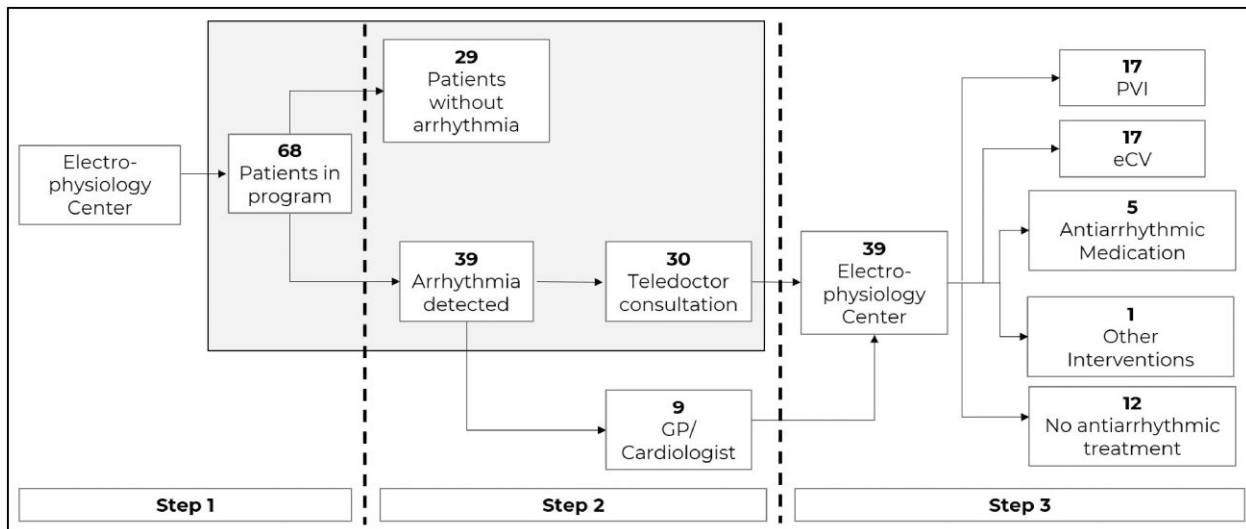 Electro-
physiology
Center
68
Patients in
program
29
Patients
without
arrhythmia
39
Arrhythmia
detected
30
Teledoctor
consultation
9
GP/
Cardiologist
39
Electro-
physiology
Center
17
PVI
17
eCV
5
Antiarrhythmic
Medication
1
Other
Interventions
12
No antiarrhythmic
treatment
Step 1
Step 2
Step 3